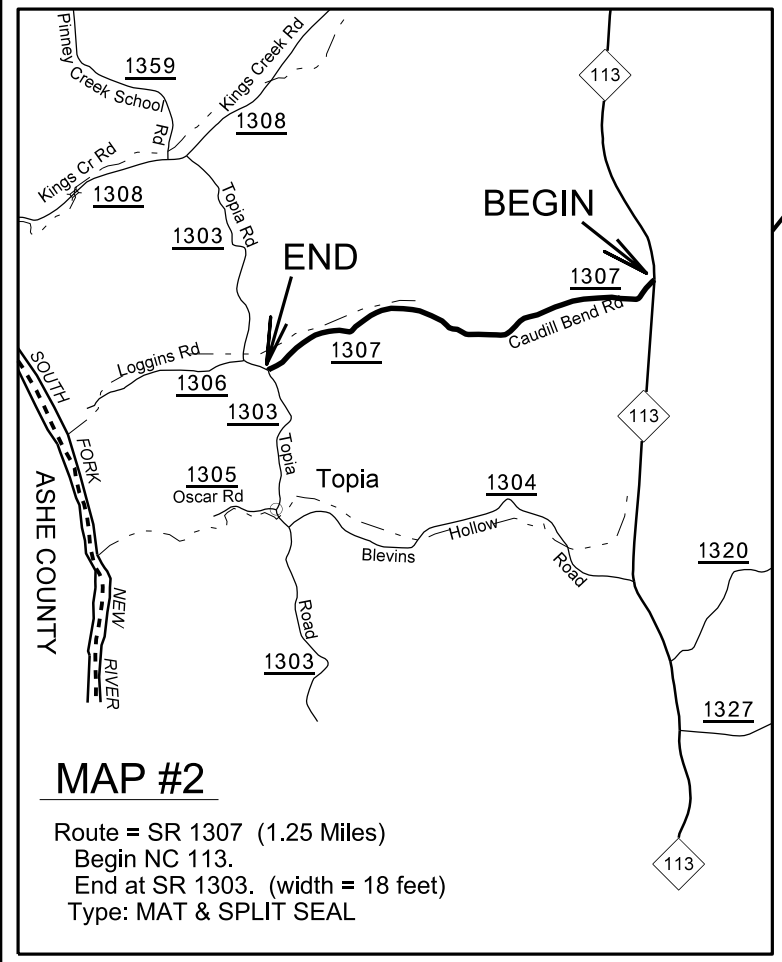 Pinney
Creek School
Rd
1359
Kings Creek Rd
1308
Kings Cr Rd
1308
113
Topia Rd
1303
BEGIN
END
1307
Caudill Bend Rd
1307
Loggins Rd
1306
1303
Topia
113
SOUTH
FORK
NEW
RIVER
ASHE COUNTY
1305
Oscar Rd
Topia
1304
Blevins
Hollow
Road
1320
Road
1303
1327
113
MAP #2
Route = SR 1307 (1.25 Miles)
Begin NC 113.
End at SR 1303. (width = 18 feet)
Type: MAT & SPLIT SEAL